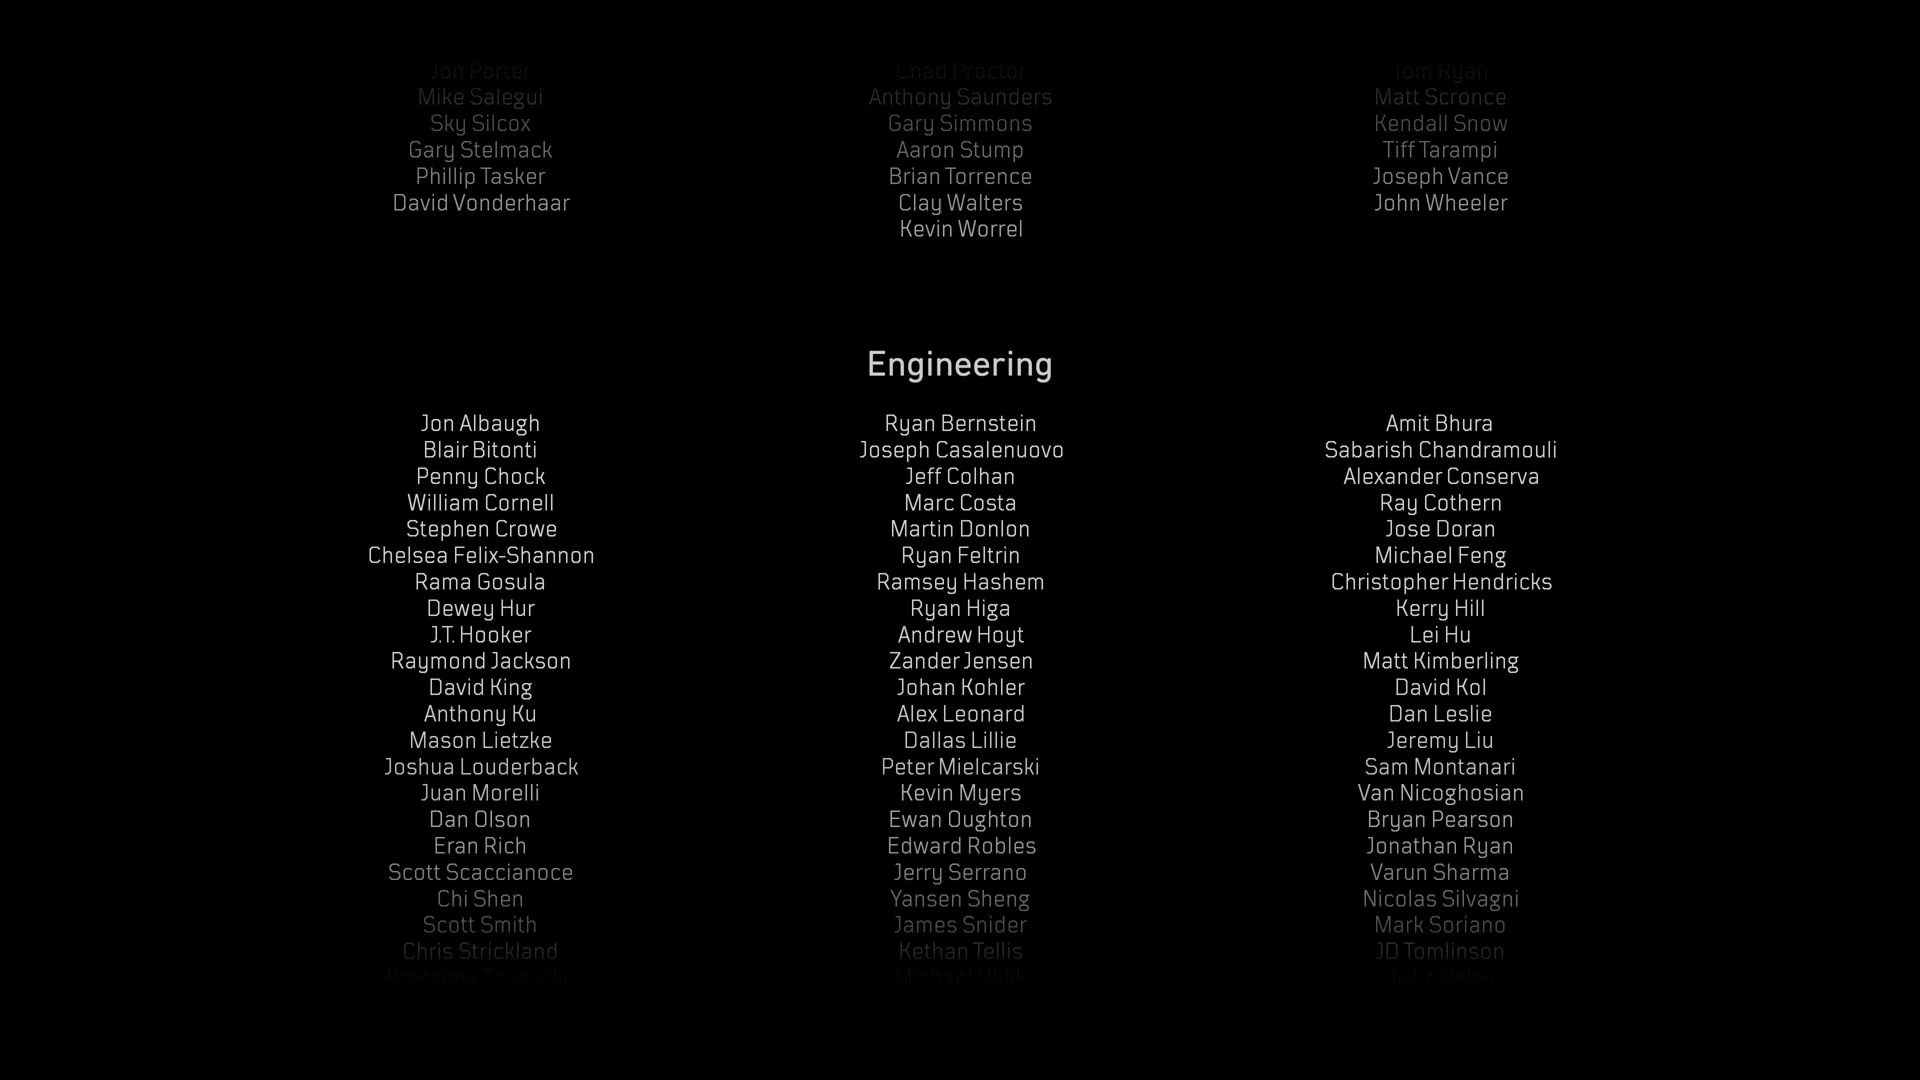 Jon Porter Chad Proctor Tom Ryan
Mike Salegui Anthony Saunders Matt Scronce
Sky Silcox Gary Simmons Kendall Snow
Gary Stelmack Aaron Stump Tiff Tarampi
Phillip Tasker Brian Torrence Joseph Vance
David Vonderhaar Clay Walters John Wheeler
Kevin Worrel
Engineering
Jon Albaugh Ryan Bernstein Amit Bhura
Blair Bitonti Joseph Casalenuovo Sabarish Chandramouli
Penny Chock Jeff Colhan Alexander Conserva
William Cornell Marc Costa Ray Cothern
Stephen Crowe Martin Donlon Jose Doran
Chelsea Felix-Shannon Ryan Feltrin Michael Feng
Rama Gosula Ramsey Hashem Christopher Hendricks
Dewey Hur Ryan Higa Kerry Hill
J.T. Hooker Andrew Hoyt Lei Hu
Raymond Jackson Zander Jensen Matt Kimberling
David King Johan Kohler David Kol
Anthony Ku Alex Leonard Dan Leslie
Mason Lietzke Dallas Lillie Jeremy Liu
Joshua Louderback Peter Mielcarski Sam Montanari
Juan Morelli Kevin Myers Van Nicoghosian
Dan Olson Ewan Oughton Bryan Pearson
Eran Rich Edward Robles Jonathan Ryan
Scott Scaccianoce Jerry Serrano Varun Sharma
Chi Shen Yansen Sheng Nicolas Silvagni
Scott Smith James Snider Mark Soriano
Chris Strickland Kethan Tellis JD Tomlinson
Michael